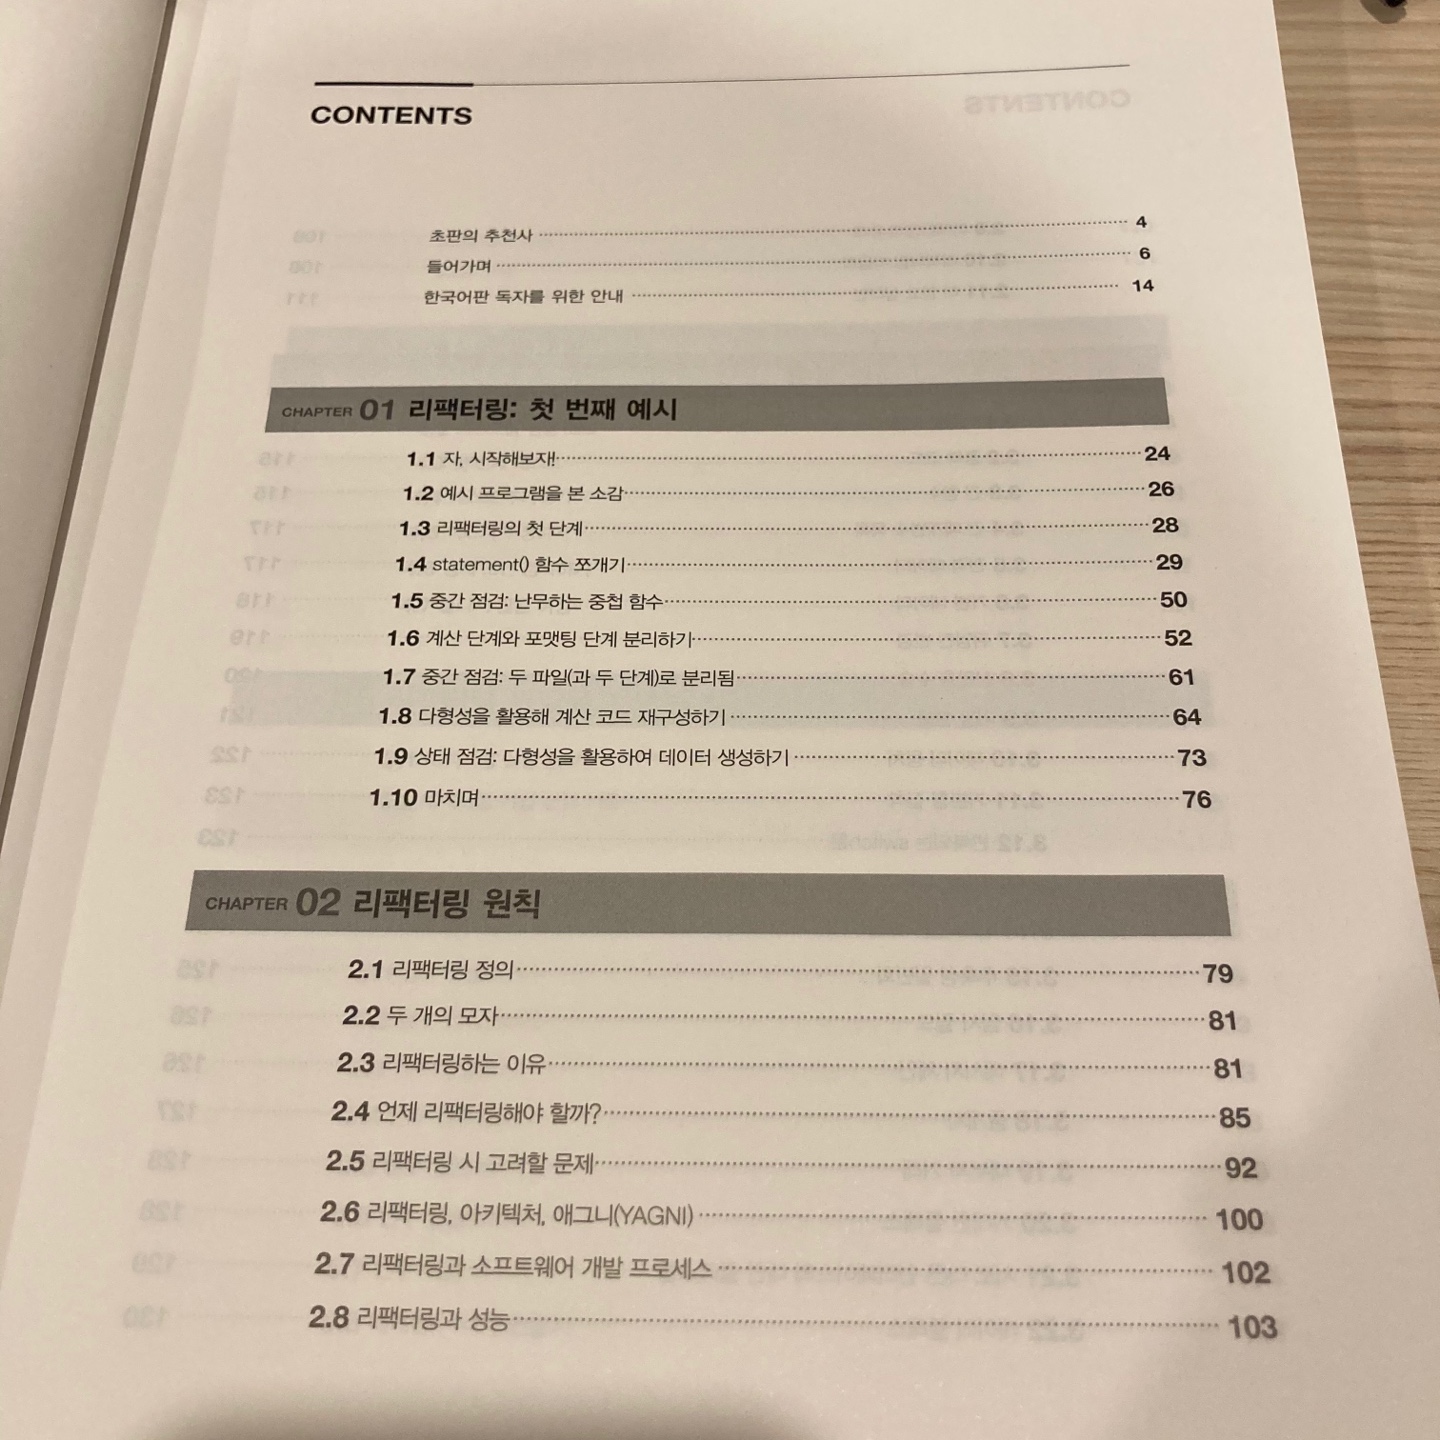 CONTENTS
초판의 추천사 4
들어가며 6
한국어판 독자를 위한 안내 14
CHAPTER 01 리팩터링: 첫 번째 예시
1.1 자, 시작해보자! 24
1.2 예시 프로그램을 본 소감 26
1.3 리팩터링의 첫 단계 28
1.4 statement() 함수 쪼개기 29
1.5 중간 점검: 난무하는 중첩 함수 50
1.6 계산 단계와 포맷팅 단계 분리하기 52
1.7 중간 점검: 두 파일(과 두 단계)로 분리됨 61
1.8 다형성을 활용해 계산 코드 재구성하기 64
1.9 상태 점검: 다형성을 활용하여 데이터 생성하기 73
1.10 마치며 76
CHAPTER 02 리팩터링 원칙
2.1 리팩터링 정의 79
2.2 두 개의 모자 81
2.3 리팩터링하는 이유 81
2.4 언제 리팩터링해야 할까? 85
2.5 리팩터링 시 고려할 문제 92
2.6 리팩터링, 아키텍처, 애그니(YAGNI) 100
2.7 리팩터링과 소프트웨어 개발 프로세스 102
2.8 리팩터링과 성능 103